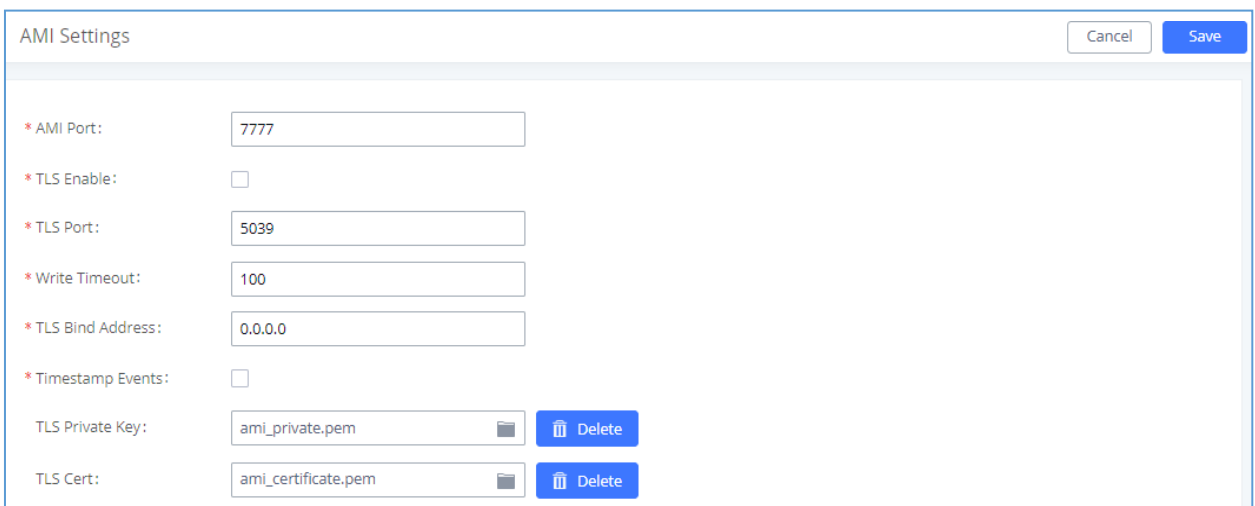 AMI Settings Cancel Save
* AMI Port: 7777
* TLS Enable:
* TLS Port: 5039
* Write Timeout: 100
* TLS Bind Address: 0.0.0.0
* Timestamp Events:
TLS Private Key: ami_private.pem Delete
TLS Cert: ami_certificate.pem Delete